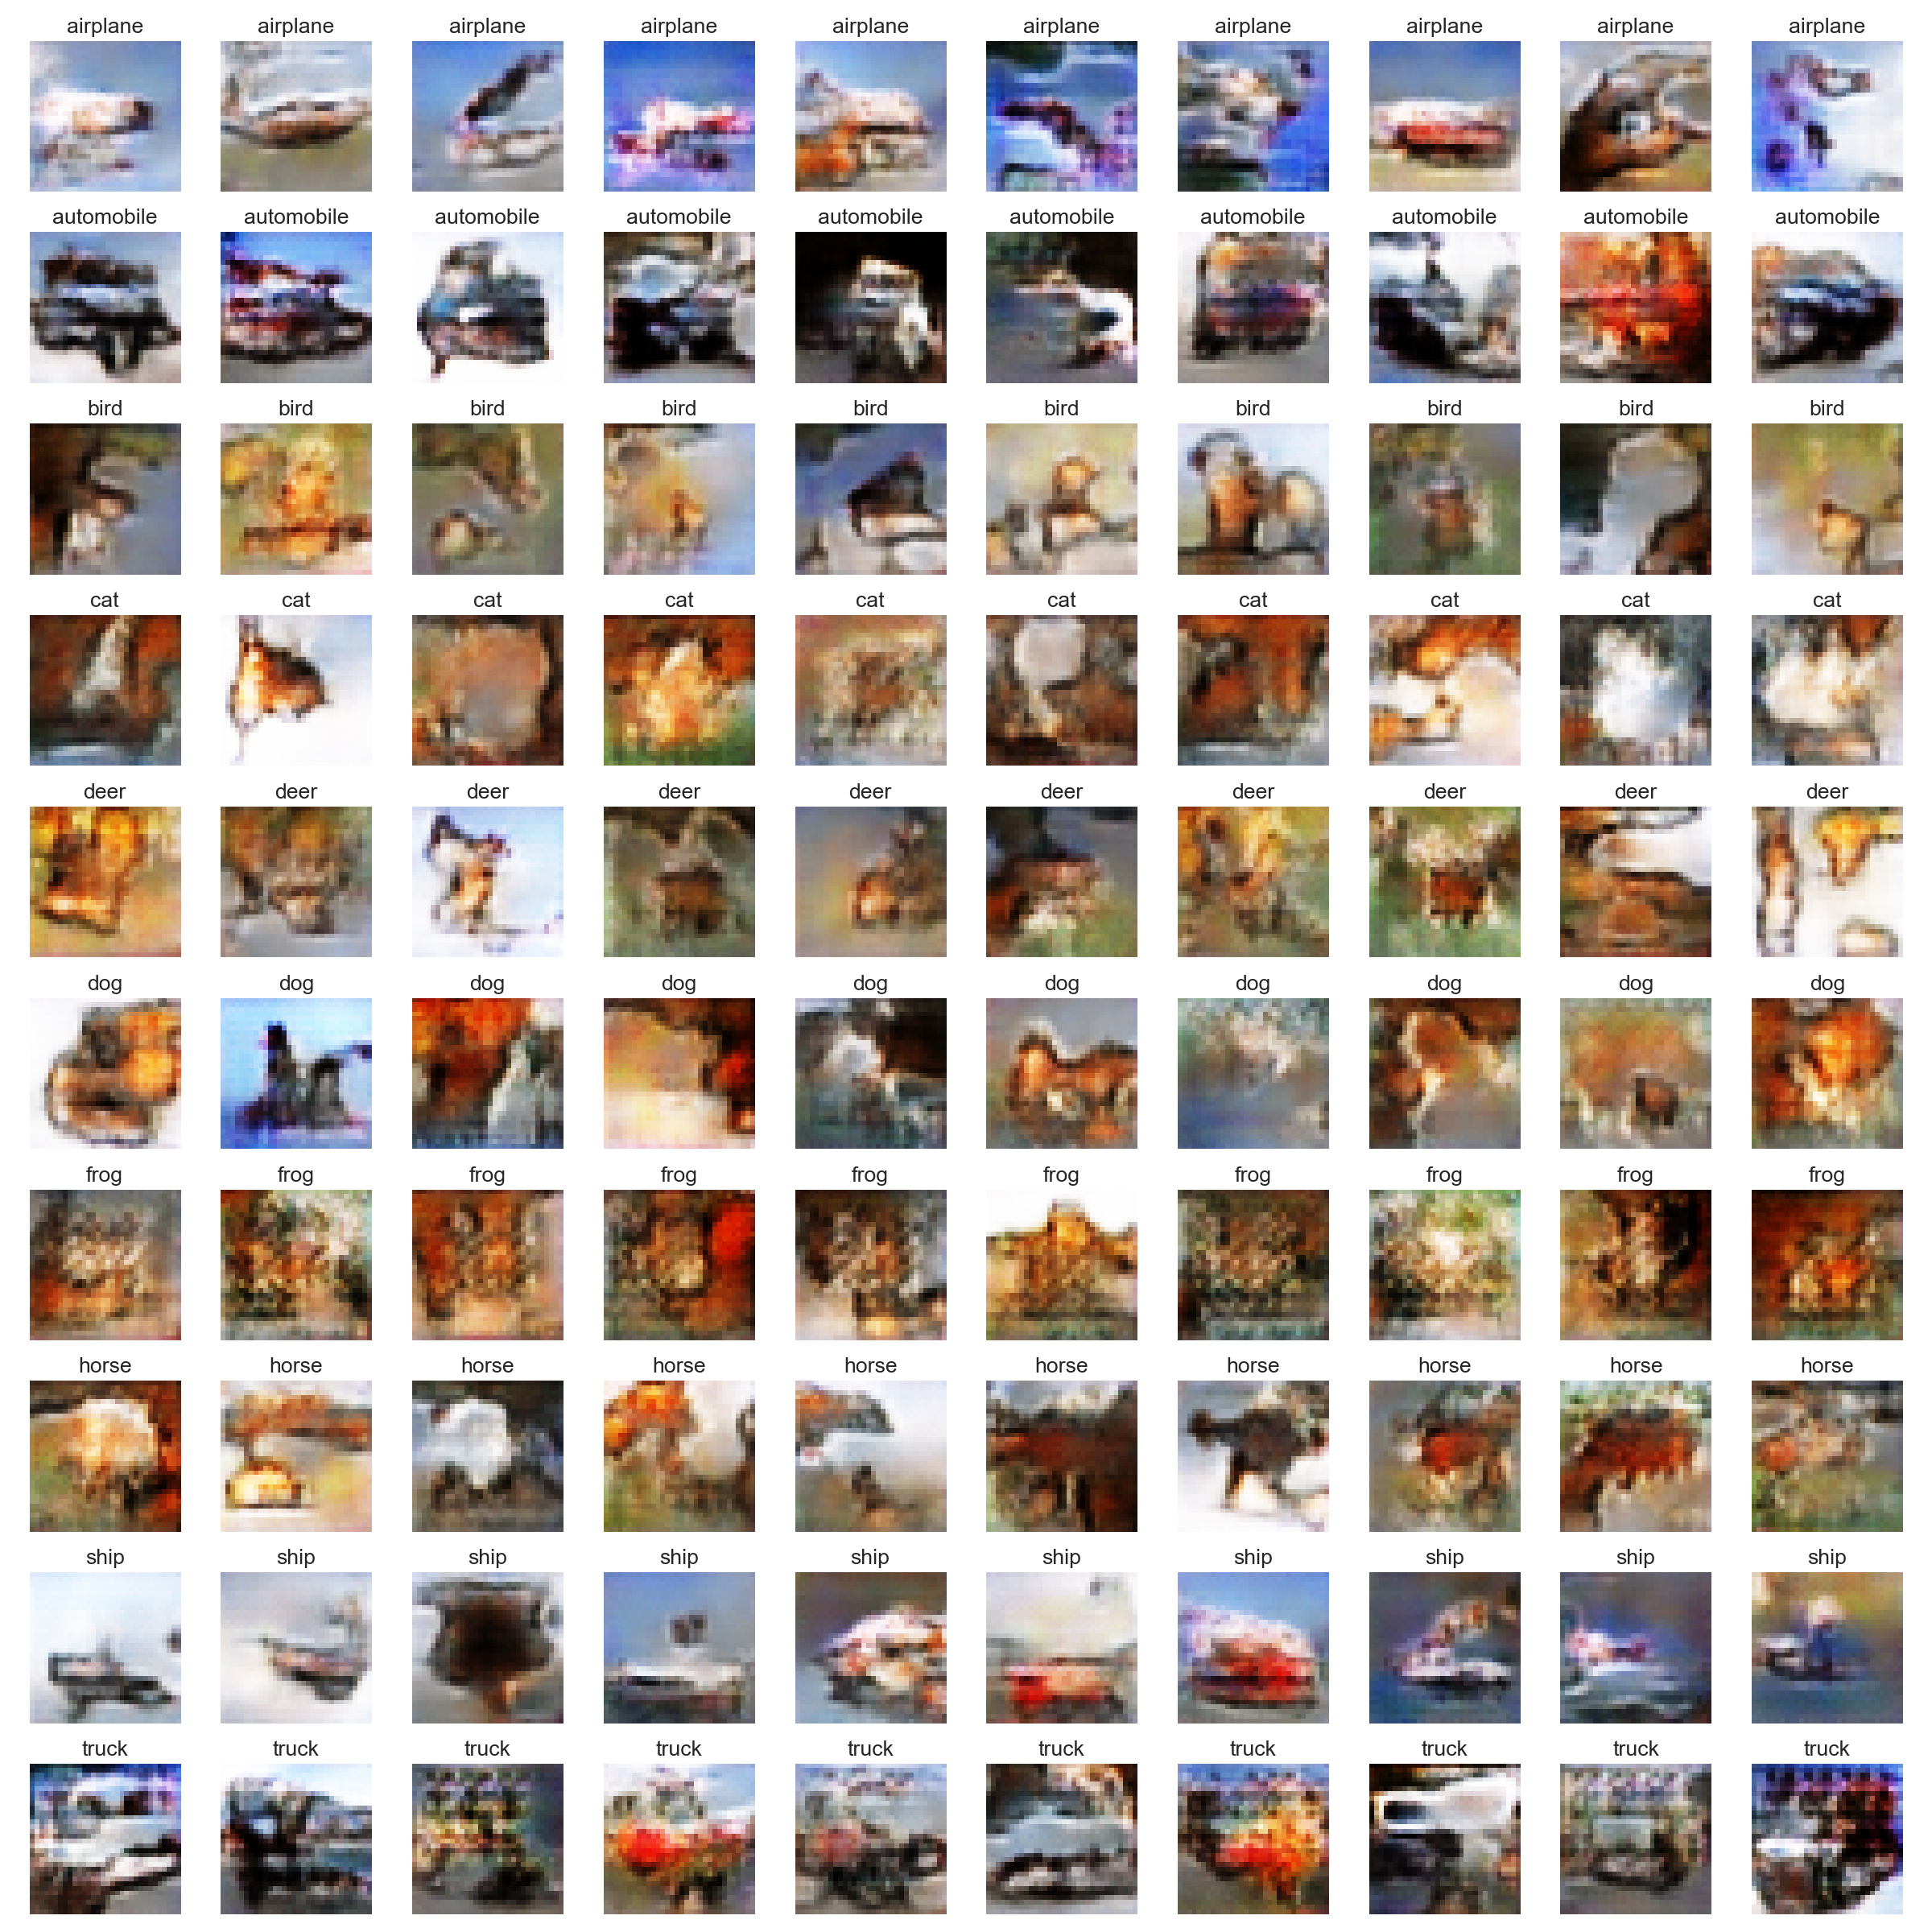 airplane airplane airplane airplane airplane airplane airplane airplane airplane airplane
automobile automobile automobile automobile automobile automobile automobile automobile automobile automobile
bird bird bird bird bird bird bird bird bird bird
cat cat cat cat cat cat cat cat cat cat
deer deer deer deer deer deer deer deer deer deer
dog dog dog dog dog dog dog dog dog dog
frog frog frog frog frog frog frog frog frog frog
horse horse horse horse horse horse horse horse horse horse
ship ship ship ship ship ship ship ship ship ship
truck truck truck truck truck truck truck truck truck truck